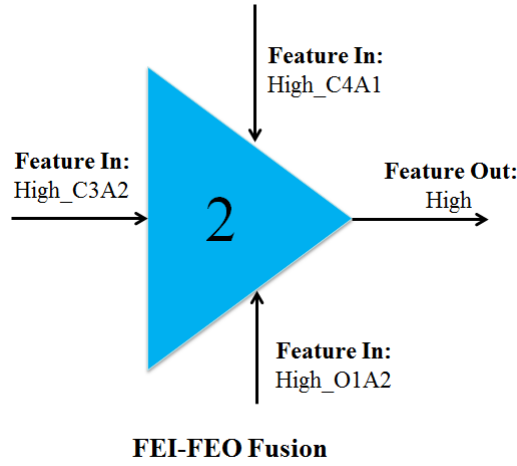 Feature In:
High_C4A1
Feature In:
High_C3A2
Feature Out:
High
2
Feature In:
High_O1A2
FEI-FEO Fusion